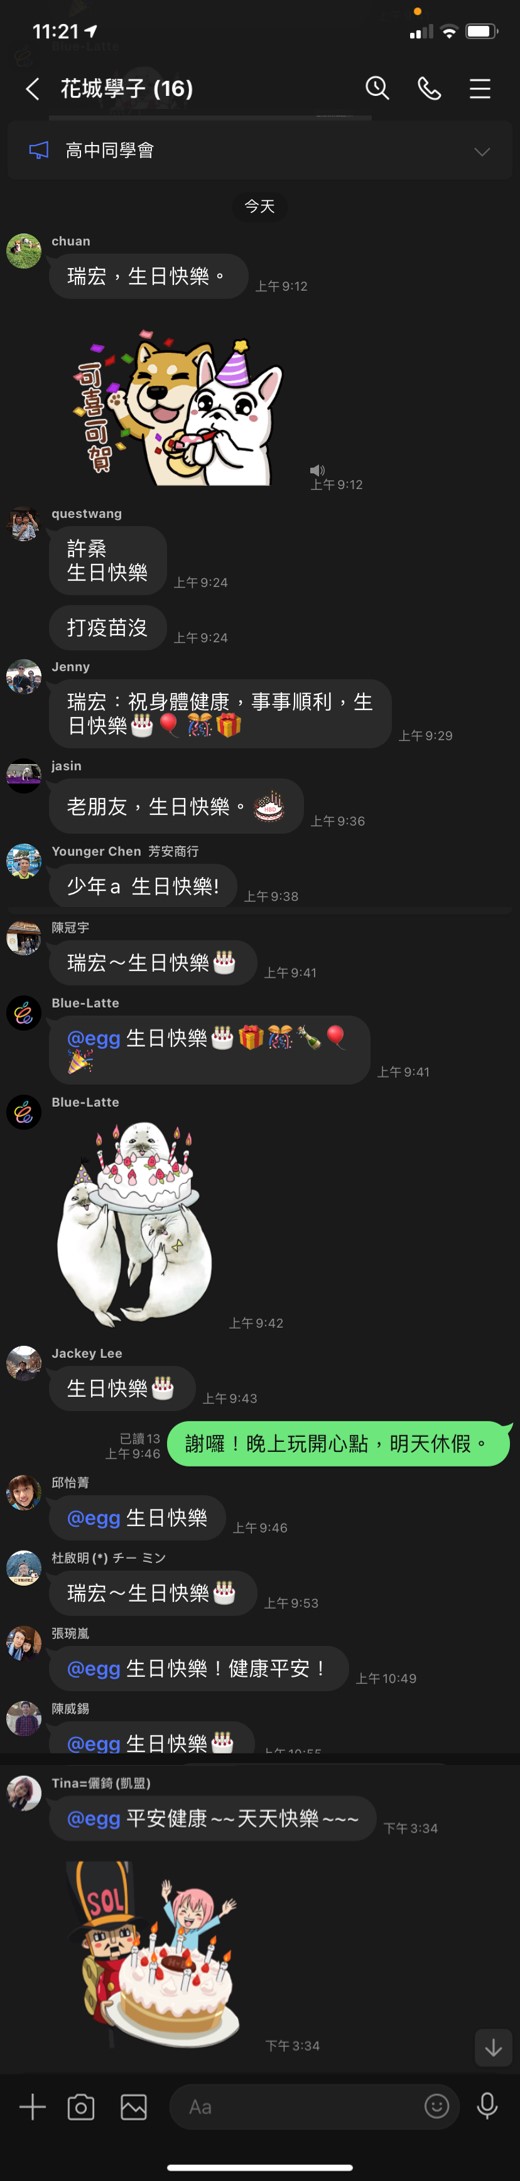 11:21
花城學子 (16)
高中同學會
今天
chuan
瑞宏，生日快樂。
上午 9:12
可喜可賀
上午 9:12
questwang
許桑
生日快樂
上午 9:24
打疫苗沒
上午 9:24
Jenny
瑞宏：祝身體健康，事事順利，生
日快樂🎂🎈🎊🎁
上午 9:29
jasin
老朋友，生日快樂。
上午 9:36
Younger Chen 芳安商行
少年a 生日快樂!
上午 9:38
陳冠宇
瑞宏～生日快樂🎂
上午 9:41
Blue-Latte
@egg 生日快樂🎂🎁🎊🍾🎈
🎉
上午 9:41
Blue-Latte
上午 9:42
Jackey Lee
生日快樂🎂
上午 9:43
已讀 13
上午 9:46
謝囉！晚上玩開心點，明天休假。
邱怡菁
@egg 生日快樂
上午 9:46
杜啟明 (*) チー ミン
瑞宏～生日快樂🎂
上午 9:53
張琬嵐
@egg 生日快樂！健康平安！
上午 10:49
陳威錫
@egg 生日快樂🎂
上午 10:55
Tina=儷錡 (凱盟)
@egg 平安健康 ~~天天快樂~~~
下午 3:34
SOL
下午 3:34
Aa